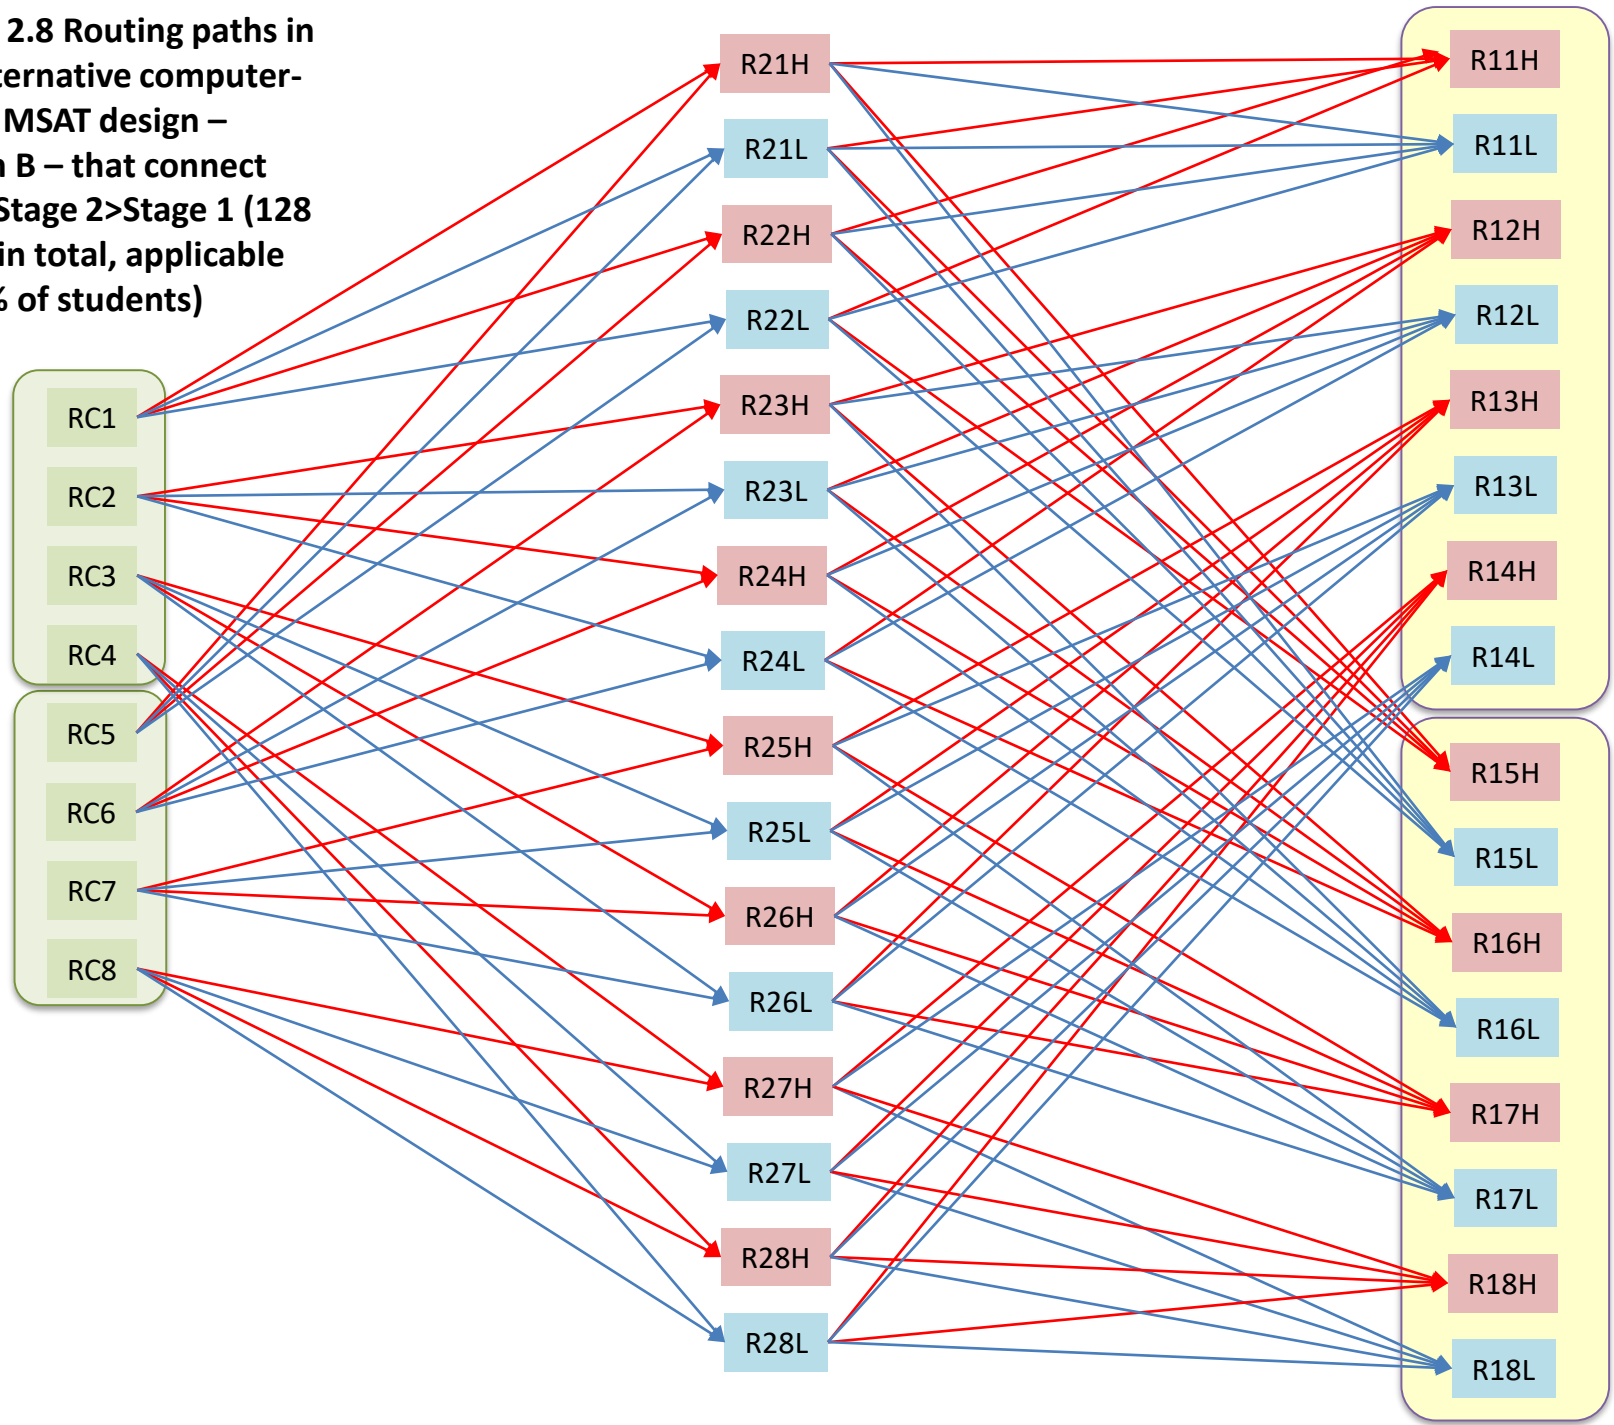 2.8 Routing paths in
ternative computer-
MSAT design –
B – that connect
Stage 2>Stage 1 (128
in total, applicable
% of students)
RC1
RC2
RC3
RC4
RC5
RC6
RC7
RC8
R21H
R21L
R22H
R22L
R23H
R23L
R24H
R24L
R25H
R25L
R26H
R26L
R27H
R27L
R28H
R28L
R11H
R11L
R12H
R12L
R13H
R13L
R14H
R14L
R15H
R15L
R16H
R16L
R17H
R17L
R18H
R18L